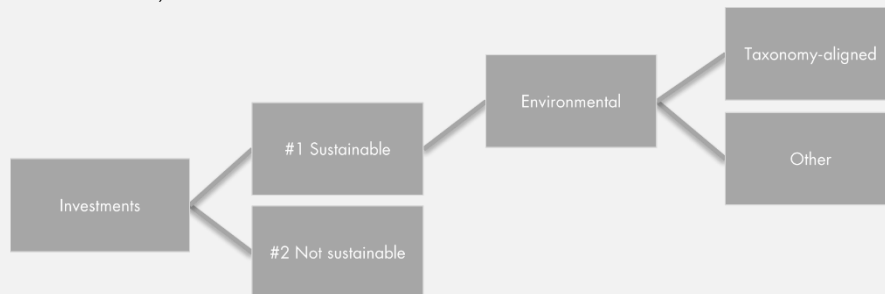 Taxonomy-aligned
Environmental
#1 Sustainable
Other
Investments
#2 Not sustainable